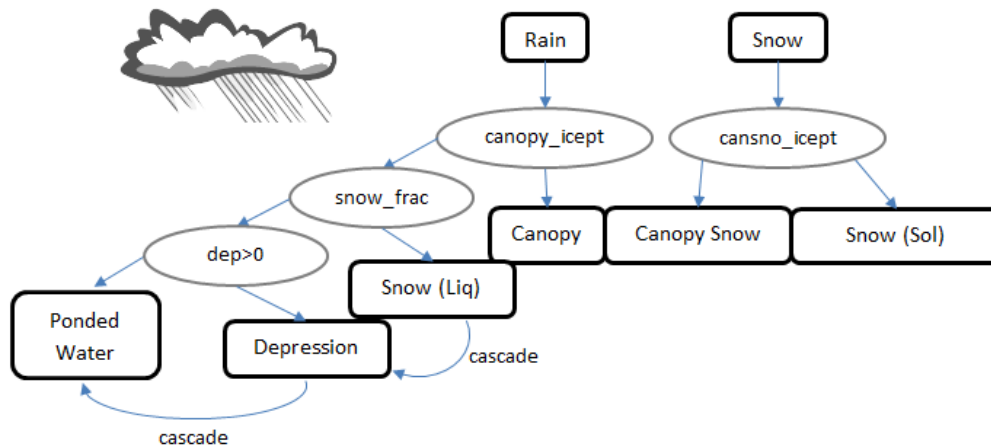 Rain
Snow
canopy_icept
cansno_icept
snow_frac
Canopy
Canopy Snow
Snow (Sol)
dep>0
Snow (Liq)
Ponded
Water
Depression
cascade
cascade